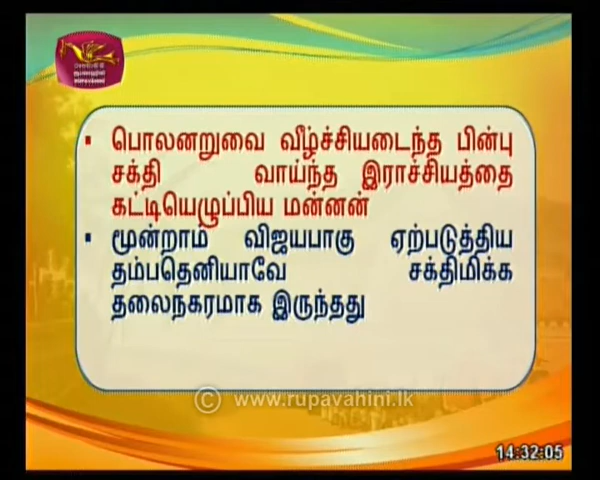 பொலனறுவை வீழ்ச்சியடைந்த பின்பு
சக்தி வாய்ந்த இராச்சியத்தை
கட்டியெழுப்பிய மன்னன்
மூன்றாம் விஜயபாகு ஏற்படுத்திய
தம்பதெனியாவே சக்திமிக்க
தலைநகரமாக இருந்தது
© www.rupavahini.lk
14:32:05